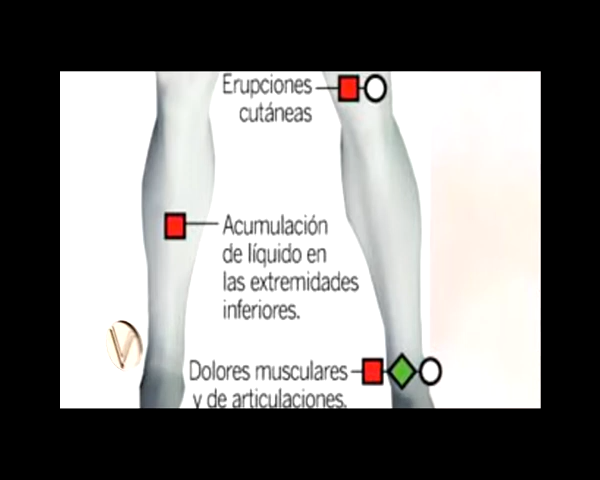 Erupciones
cutáneas
Acumulación
de líquido en
las extremidades
inferiores.
Dolores musculares
y de articulaciones.